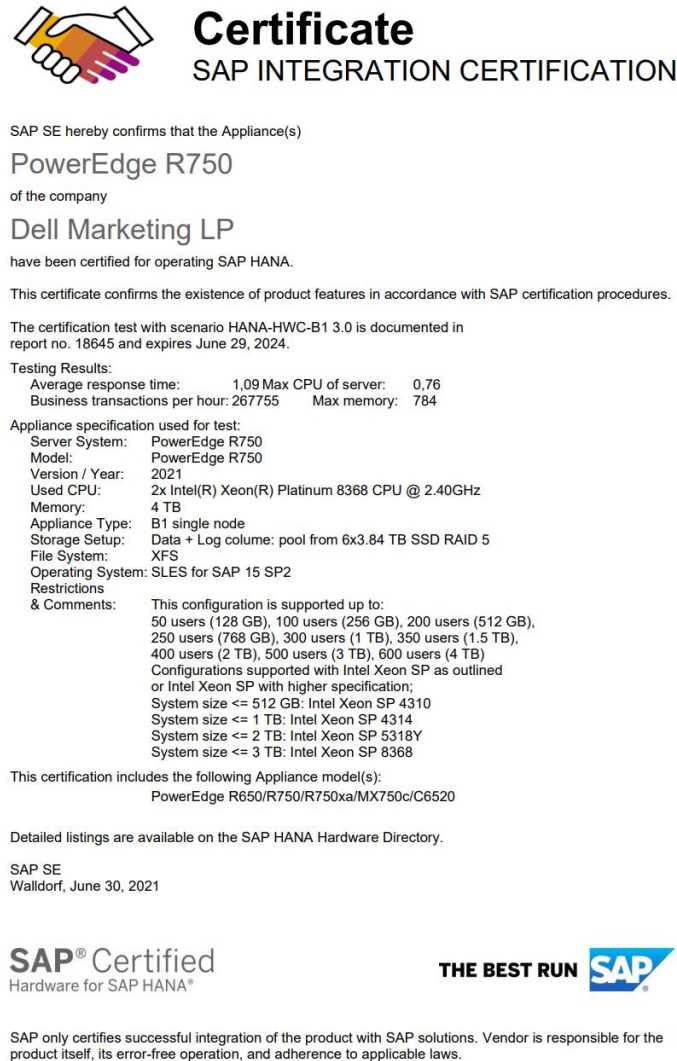 Certificate
SAP INTEGRATION CERTIFICATION
SAP SE hereby confirms that the Appliance(s)
PowerEdge R750
of the company
Dell Marketing LP
have been certified for operating SAP HANA.
This certificate confirms the existence of product features in accordance with SAP certification procedures.
The certification test with scenario HANA-HWC-B1 3.0 is documented in
report no. 18645 and expires June 29, 2024.
Testing Results:
Average response time: 1,09 Max CPU of server: 0,76
Business transactions per hour: 267755 Max memory: 784
Appliance specification used for test:
Server System: PowerEdge R750
Model: PowerEdge R750
Version / Year: 2021
Used CPU: 2x Intel(R) Xeon(R) Platinum 8368 CPU @ 2.40GHz
Memory: 4 TB
Appliance Type: B1 single node
Storage Setup: Data + Log colume: pool from 6x3.84 TB SSD RAID 5
File System: XFS
Operating System: SLES for SAP 15 SP2
Restrictions
& Comments: This configuration is supported up to:
50 users (128 GB), 100 users (256 GB), 200 users (512 GB),
250 users (768 GB), 300 users (1 TB), 350 users (1.5 TB),
400 users (2 TB), 500 users (3 TB), 600 users (4 TB)
Configurations supported with Intel Xeon SP as outlined
or Intel Xeon SP with higher specification;
System size <= 512 GB: Intel Xeon SP 4310
System size <= 1 TB: Intel Xeon SP 4314
System size <= 2 TB: Intel Xeon SP 5318Y
System size <= 3 TB: Intel Xeon SP 8368
This certification includes the following Appliance model(s):
PowerEdge R650/R750/R750xa/MX750c/C6520
Detailed listings are available on the SAP HANA Hardware Directory.
SAP SE
Walldorf, June 30, 2021
SAP® Certified
Hardware for SAP HANA®
THE BEST RUN SAP
SAP only certifies successful integration of the product with SAP solutions. Vendor is responsible for the
product itself, its error-free operation, and adherence to applicable laws.